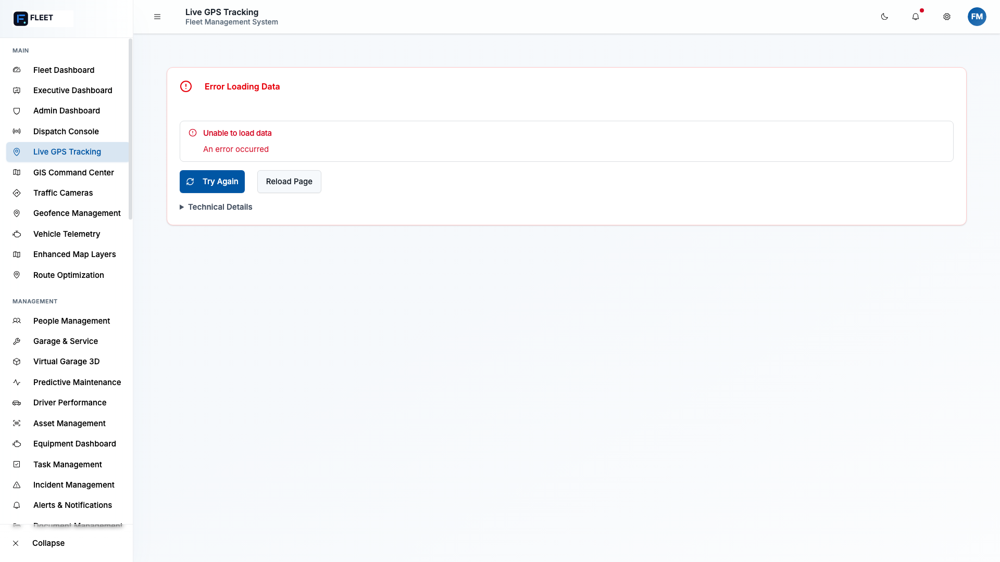 FLEET
MAIN
Fleet Dashboard
Executive Dashboard
Admin Dashboard
Dispatch Console
Live GPS Tracking
GIS Command Center
Traffic Cameras
Geofence Management
Vehicle Telemetry
Enhanced Map Layers
Route Optimization
MANAGEMENT
People Management
Garage & Service
Virtual Garage 3D
Predictive Maintenance
Driver Performance
Asset Management
Equipment Dashboard
Task Management
Incident Management
Alerts & Notifications
Document Management
Collapse
Live GPS Tracking
Fleet Management System
FM
Error Loading Data
Unable to load data
An error occurred
Try Again
Reload Page
Technical Details